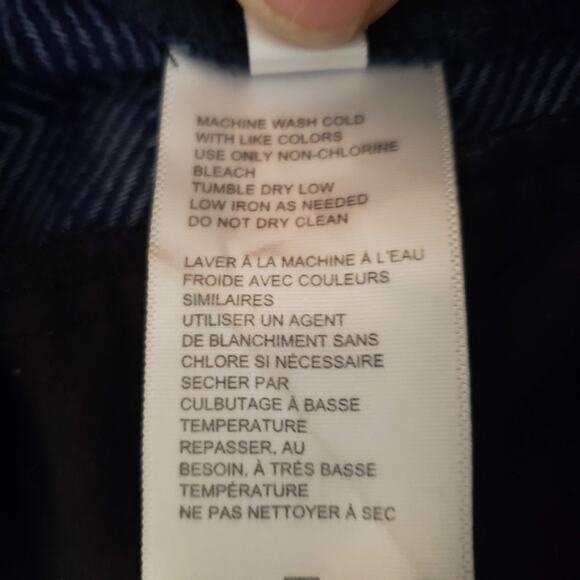 MACHINE WASH COLD
WITH LIKE COLORS
USE ONLY NON-CHLORINE
BLEACH
TUMBLE DRY LOW
LOW IRON AS NEEDED
DO NOT DRY CLEAN
LAVER À LA MACHINE À L'EAU
FROIDE AVEC COULEURS
SIMILAIRES
UTILISER UN AGENT
DE BLANCHIMENT SANS
CHLORE SI NÉCESSAIRE
SECHER PAR
CULBUTAGE À BASSE
TEMPERATURE
REPASSER, AU
BESOIN, À TRÈS BASSE
TEMPÉRATURE
NE PAS NETTOYER À SEC